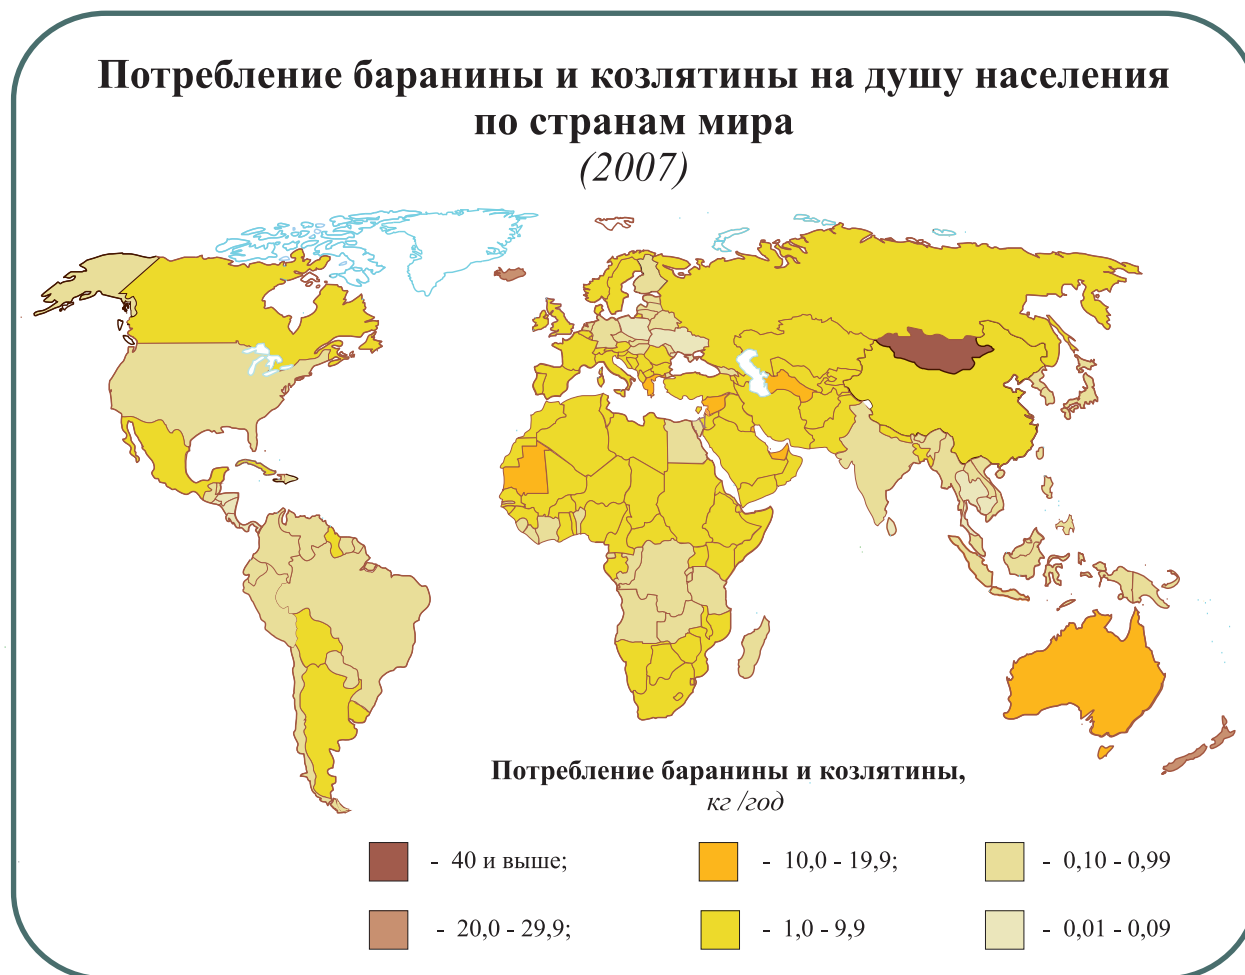 Потребление баранины и козлятины на душу населения
по странам мира
(2007)
Потребление баранины и козлятины,
кг /год
- 40 и выше;
- 10,0 - 19,9;
- 0,10 - 0,99
- 20,0 - 29,9;
- 1,0 - 9,9
- 0,01 - 0,09